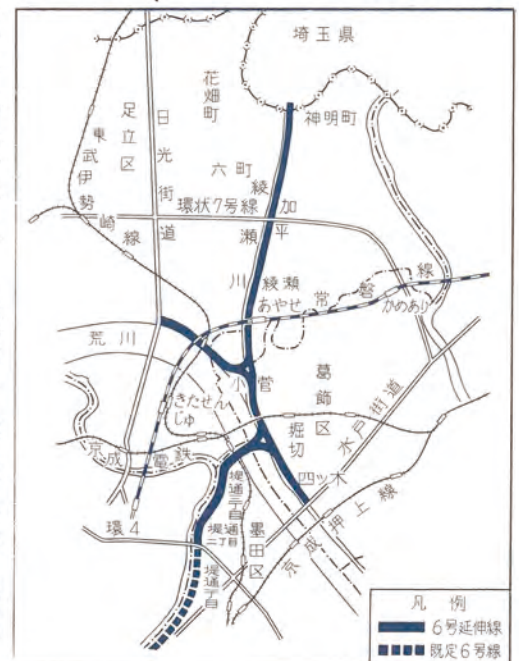 埼玉県
花畑町
神明町
足立区
日光街道
東武伊勢崎線
六町
綾瀬川
加平
環状7号線
綾瀬
あやせ
常磐線
かめあり
荒川
小菅
葛飾区
きたせんじゅ
水戸街道
堀切
京成電鉄
四ツ木
堤通三丁目
環4
堤通二丁目
墨田区
京成押上線
堤通一丁目
凡例
6号延伸線
既定6号線